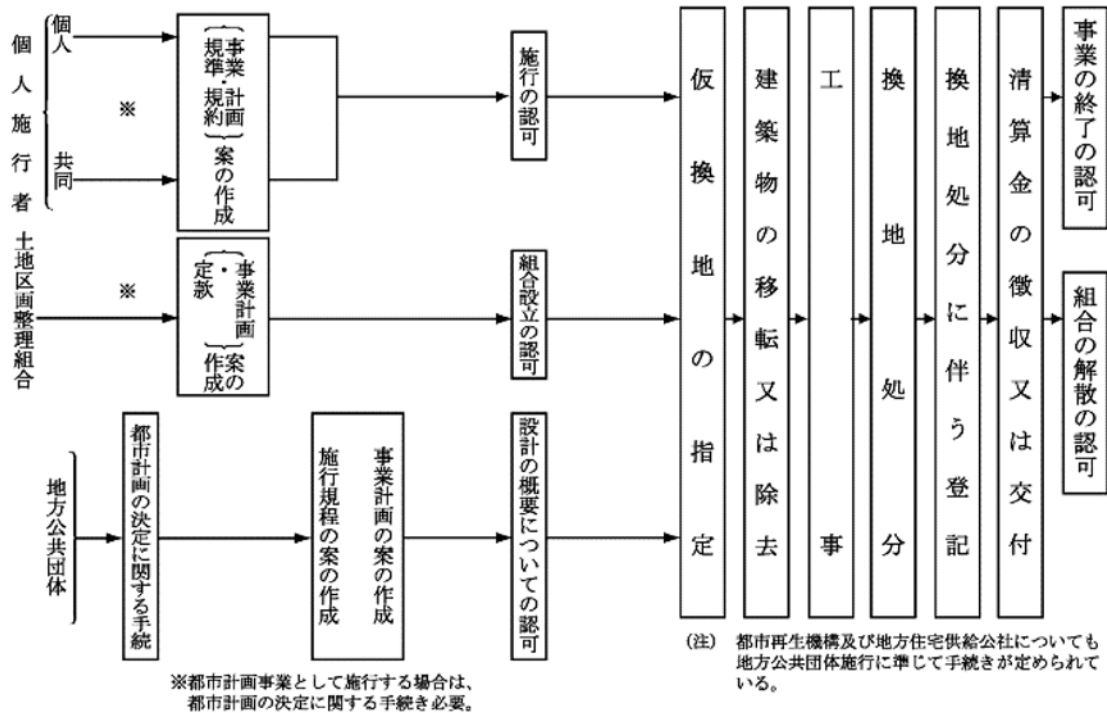 個人施行者
個人
共同
※
事業計画
・
規準・規約
案の作成
施行の認可
土地区画整理組合
※
事業計画
・
定款
案の
作成
組合設立の認可
地方公共団体
都市計画の決定に関する手続
事業計画の案の作成
施行規程の案の作成
設計の概要についての認可
仮換地の指定
建築物の移転又は除去
工事
換地処分
換地処分に伴う登記
清算金の徴収又は交付
事業の終了の認可
組合の解散の認可
(注) 都市再生機構及び地方住宅供給公社についても
地方公共団体施行に準じて手続きが定められて
いる。
※都市計画事業として施行する場合は、
都市計画の決定に関する手続き必要。